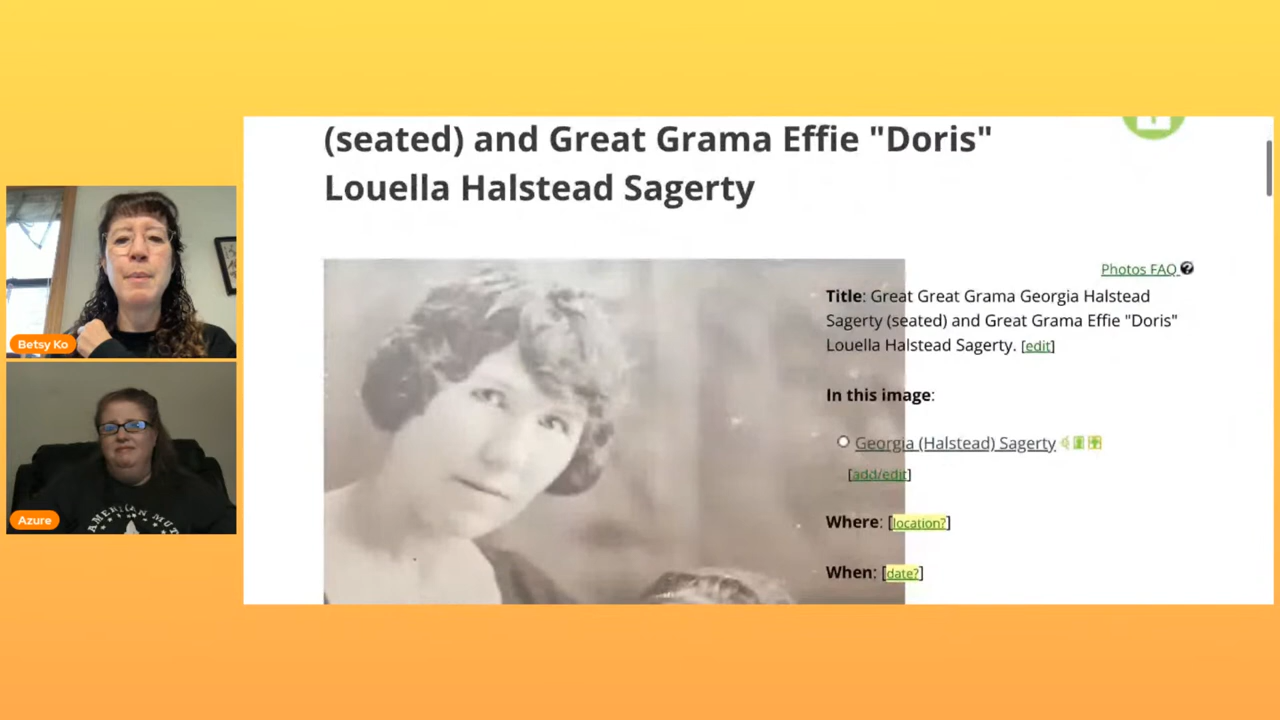 (seated) and Great Grama Effie "Doris"
Louella Halstead Sagerty
Photos FAQ
Title: Great Great Grama Georgia Halstead
Sagerty (seated) and Great Grama Effie "Doris"
Louella Halstead Sagerty. [edit]
In this image:
Georgia (Halstead) Sagerty
[add/edit]
Where: [location?]
When: [date?]
Betsy Ko
AMERICAN MUT
Azure